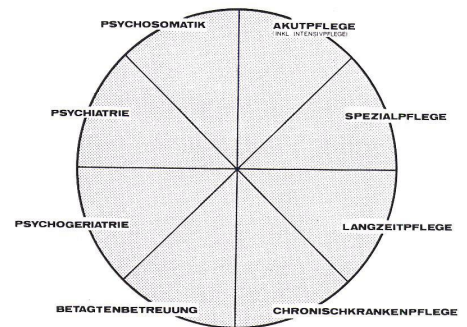 PSYCHOSOMATIK
AKUTPFLEGE
(INKL. INTENSIVPFLEGE)
PSYCHIATRIE
SPEZIALPFLEGE
PSYCHOGERIATRIE
LANGZEITPFLEGE
BETAGTENBETREUUNG
CHRONISCHKRANKENPFLEGE